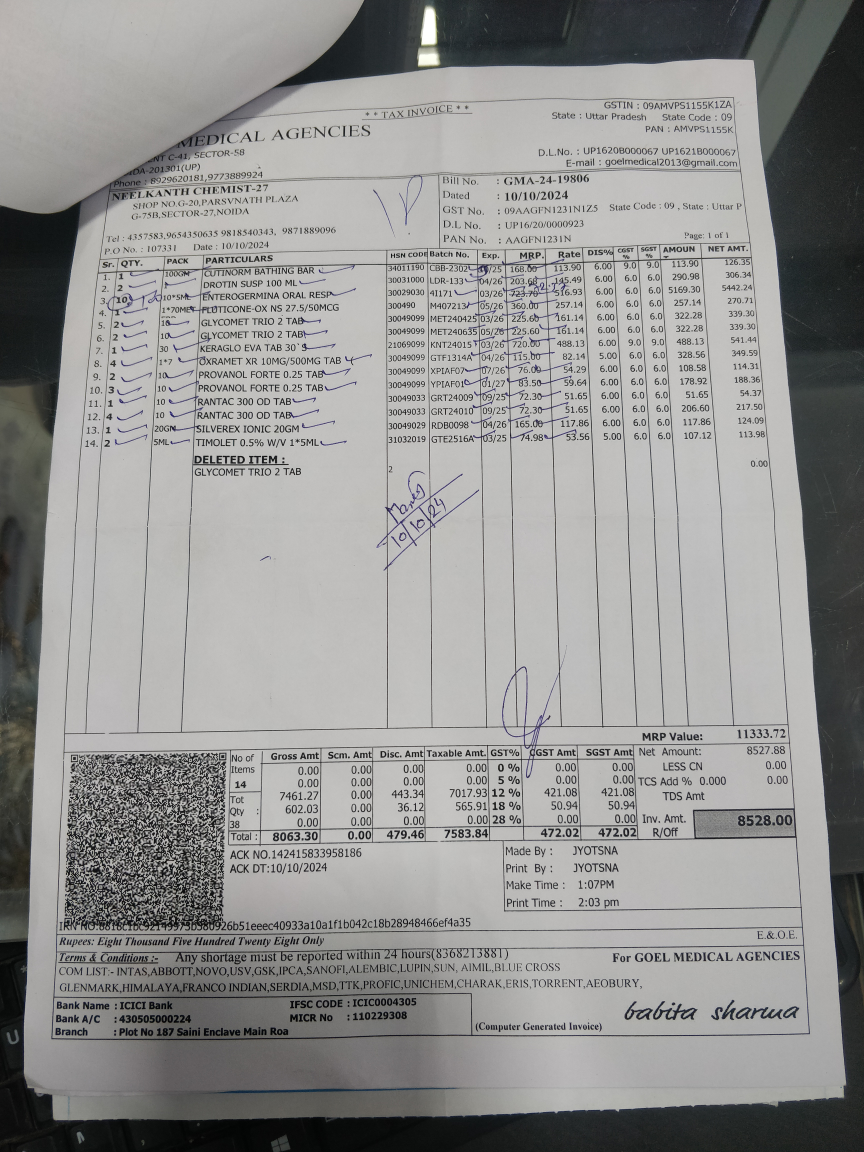 * * TAX INVOICE * *
GSTIN : 09AMVPS1155K1ZA
State : Uttar Pradesh State Code : 09
PAN : AMVPS1155K
MEDICAL AGENCIES
C-41, SECTOR-58
DA-201301(UP)
Phone : 8929620181,9773889924
D.L.No. : UP1620B000067 UP1621B000067
E-mail : goelmedical2013@gmail.com
NEELKANTH CHEMIST-27
SHOP NO.G-20,PARSVNATH PLAZA
G-75B,SECTOR-27,NOIDA
Tel : 4357583,9654350635 9818540343, 9871889096
P.O No. : 107331 Date : 10/10/2024
Bill No. : GMA-24-19806
Dated : 10/10/2024
GST No. : 09AAGFN1231N1Z5 State Code : 09 , State : Uttar P
D.L No. : UP16/20/0000923
PAN No. : AAGFN1231N Page: 1 of 1
Sr. QTY. PACK PARTICULARS HSN CODE Batch No. Exp. MRP. Rate DIS% CGST % SGST % AMOUN NET AMT.
1. 1 100GM CUTINORM BATHING BAR 34011190 CBB-2302 /25 168.00 113.90 6.00 9.0 9.0 113.90 126.35
2. 2 DROTIN SUSP 100 ML 30031000 LDR-133 04/26 203.68 145.49 6.00 6.0 6.0 290.98 306.34
3. 10 10*5ML ENTEROGERMINA ORAL RESP 30029030 4I171 03/26 723.70 516.93 6.00 6.0 6.0 5169.30 5442.24
4. 1 1*70MET FLUTICONE-OX NS 27.5/50MCG 300490 M407213 05/26 360.00 257.14 6.00 6.0 6.0 257.14 270.71
5. 2 10 GLYCOMET TRIO 2 TAB 30049099 MET240425 03/26 225.60 161.14 6.00 6.0 6.0 322.28 339.30
6. 2 10 GLYCOMET TRIO 2 TAB 30049099 MET240635 05/26 225.60 161.14 6.00 6.0 6.0 322.28 339.30
7. 1 30 KERAGLO EVA TAB 30`S 21069099 KNT24015 03/26 720.00 488.13 6.00 9.0 9.0 488.13 541.44
8. 4 1*7 OXRAMET XR 10MG/500MG TAB 30049099 GTF1314A 04/26 115.00 82.14 5.00 6.0 6.0 328.56 349.59
9. 2 10 PROVANOL FORTE 0.25 TAB 30049099 XPIAF07 07/26 76.00 54.29 6.00 6.0 6.0 108.58 114.31
10. 3 10 PROVANOL FORTE 0.25 TAB 30049099 YPIAF01 01/27 83.50 59.64 6.00 6.0 6.0 178.92 188.36
11. 1 10 RANTAC 300 OD TAB 30049033 GRT24009 09/25 72.30 51.65 6.00 6.0 6.0 51.65 54.37
12. 4 10 RANTAC 300 OD TAB 30049033 GRT24010 09/25 72.30 51.65 6.00 6.0 6.0 206.60 217.50
13. 1 20GM SILVEREX IONIC 20GM 30049029 RDB0098 04/26 165.00 117.86 6.00 6.0 6.0 117.86 124.09
14. 2 5ML TIMOLET 0.5% W/V 1*5ML 31032019 GTE2516A 03/25 74.98 53.56 5.00 6.0 6.0 107.12 113.98
DELETED ITEM :
GLYCOMET TRIO 2 TAB 2 0.00
10/10/24
MRP Value: 11333.72
No of Items 14 Tot Qty : 38
Gross Amt Scm. Amt Disc. Amt Taxable Amt. GST% CGST Amt SGST Amt
0.00 0.00 0.00 0.00 0 % 0.00 0.00
0.00 0.00 0.00 0.00 5 % 0.00 0.00
7461.27 0.00 443.34 7017.93 12 % 421.08 421.08
602.03 0.00 36.12 565.91 18 % 50.94 50.94
0.00 0.00 0.00 0.00 28 % 0.00 0.00
Total : 8063.30 0.00 479.46 7583.84 472.02 472.02
Net Amount: 8527.88
LESS CN 0.00
TCS Add % 0.000 0.00
TDS Amt
Inv. Amt. 8528.00
R/Off
ACK NO.142415833958186
ACK DT:10/10/2024
Made By : JYOTSNA
Print By : JYOTSNA
Make Time : 1:07PM
Print Time : 2:03 pm
Rupees: Eight Thousand Five Hundred Twenty Eight Only
E.& O.E.
Terms & Conditions :- Any shortage must be reported within 24 hours(8368213881)
For GOEL MEDICAL AGENCIES
COM LIST:- INTAS,ABBOTT,NOVO,USV,GSK,IPCA,SANOFI,ALEMBIC,LUPIN,SUN, AIMIL,BLUE CROSS
GLENMARK,HIMALAYA,FRANCO INDIAN,SERDIA,MSD,TTK,PROFIC,UNICHEM,CHARAK,ERIS,TORRENT,AEOBURY,
Bank Name : ICICI Bank IFSC CODE : ICIC0004305
Bank A/C : 430505000224 MICR No : 110229308
Branch : Plot No 187 Saini Enclave Main Roa
(Computer Generated Invoice)
babita sharma